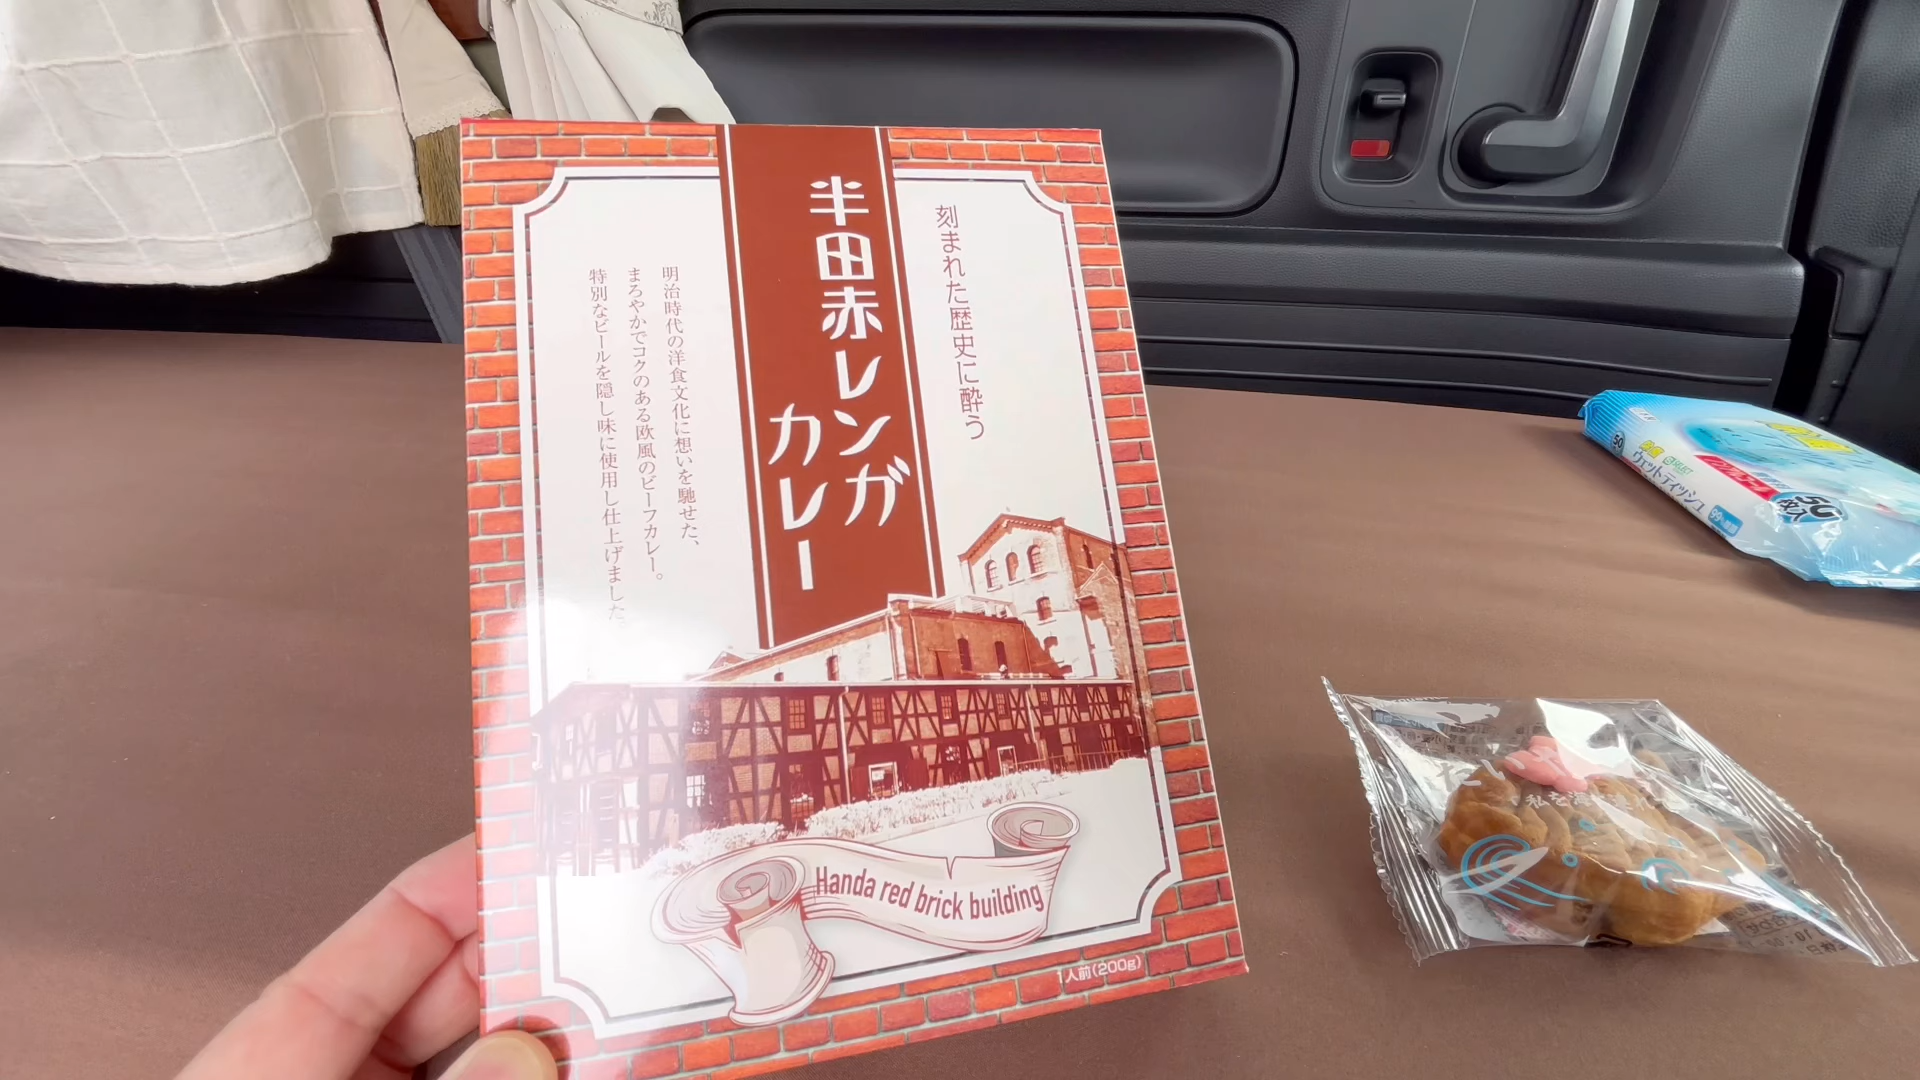 刻まれた歴史に酔う
半田赤レンガ
カレー
明治時代の洋食文化に想いを馳せた、
まろやかでコクのある欧風のビーフカレー。
特別なビールを隠し味に使用し仕上げました。
Handa red brick building
1人前(200g)
ウェットティッシュ
50